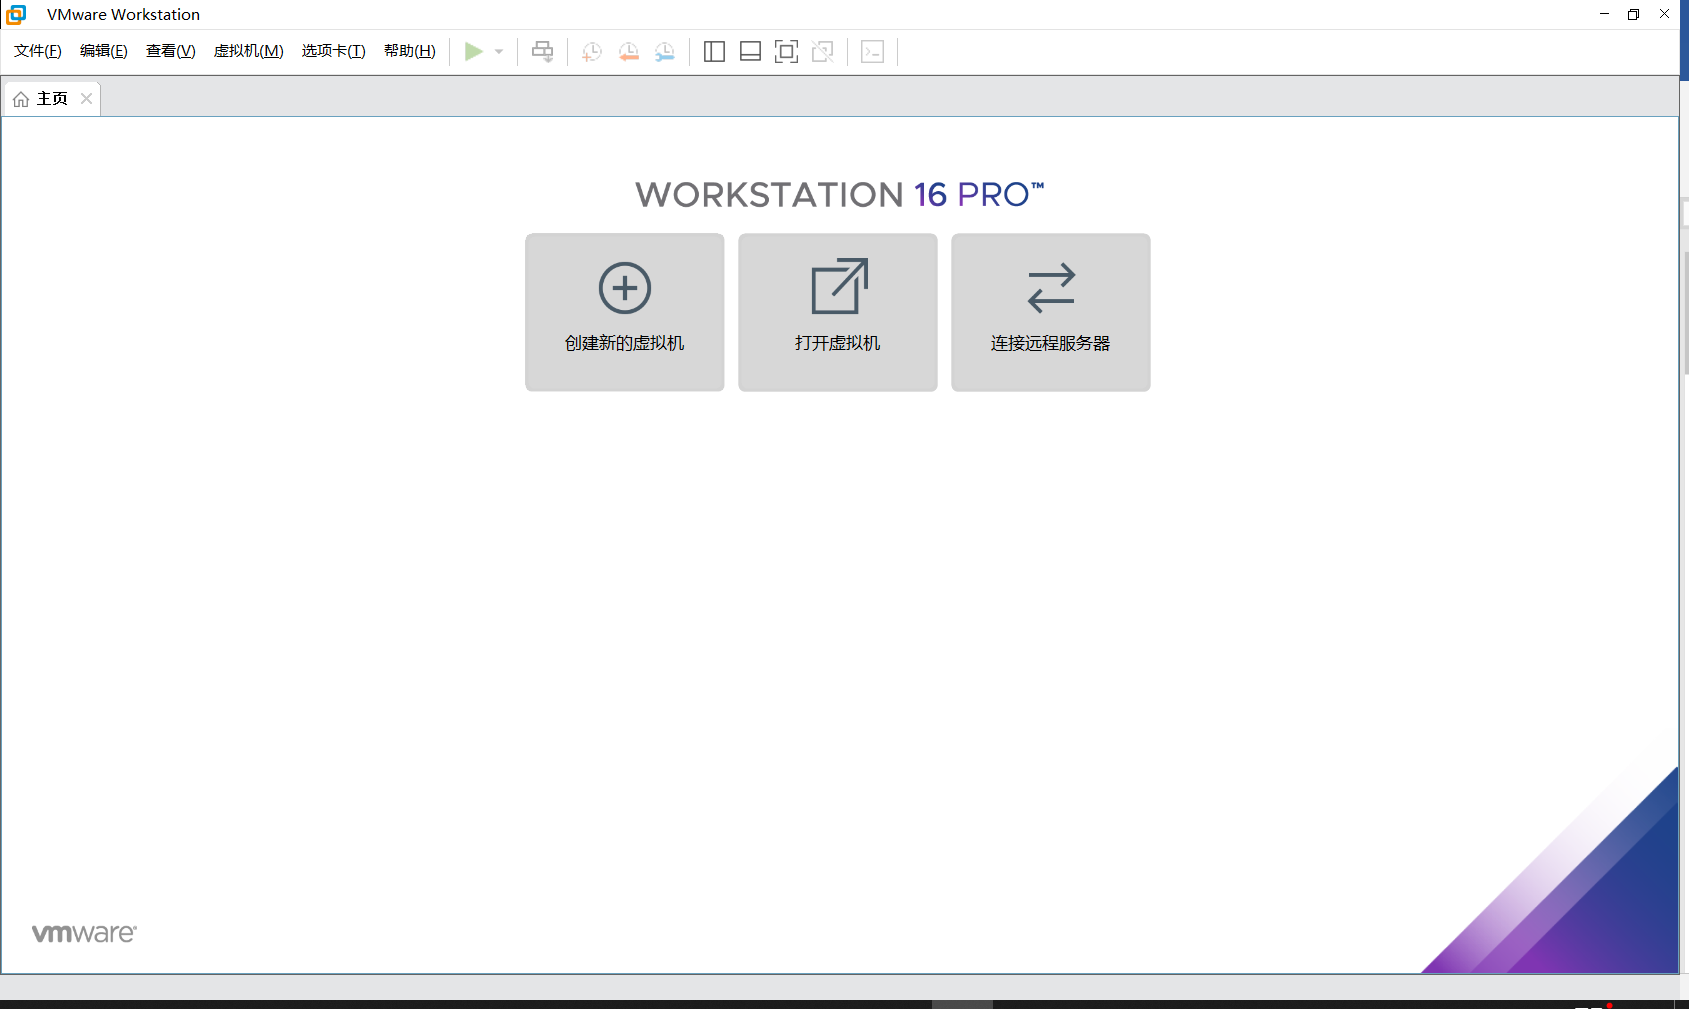 VMware Workstation
文件(F) 编辑(E) 查看(V) 虚拟机(M) 选项卡(T) 帮助(H)
主页
WORKSTATION 16 PRO™
创建新的虚拟机 打开虚拟机 连接远程服务器
vmware®